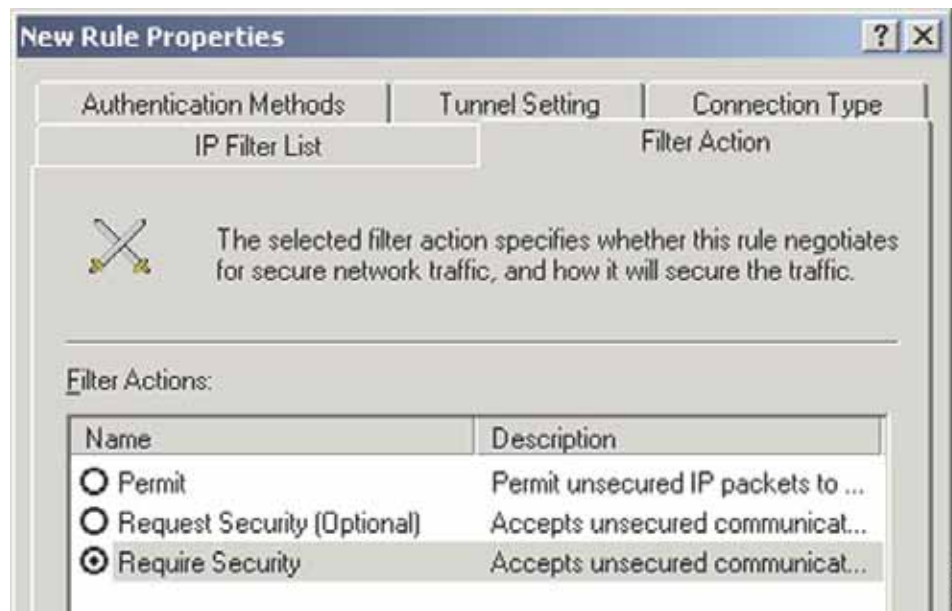 New Rule Properties
Authentication Methods
Tunnel Setting
Connection Type
IP Filter List
Filter Action
The selected filter action specifies whether this rule negotiates
for secure network traffic, and how it will secure the traffic.
Filter Actions:
Name Description
Permit Permit unsecured IP packets to ...
Request Security (Optional) Accepts unsecured communicat...
Require Security Accepts unsecured communicat...